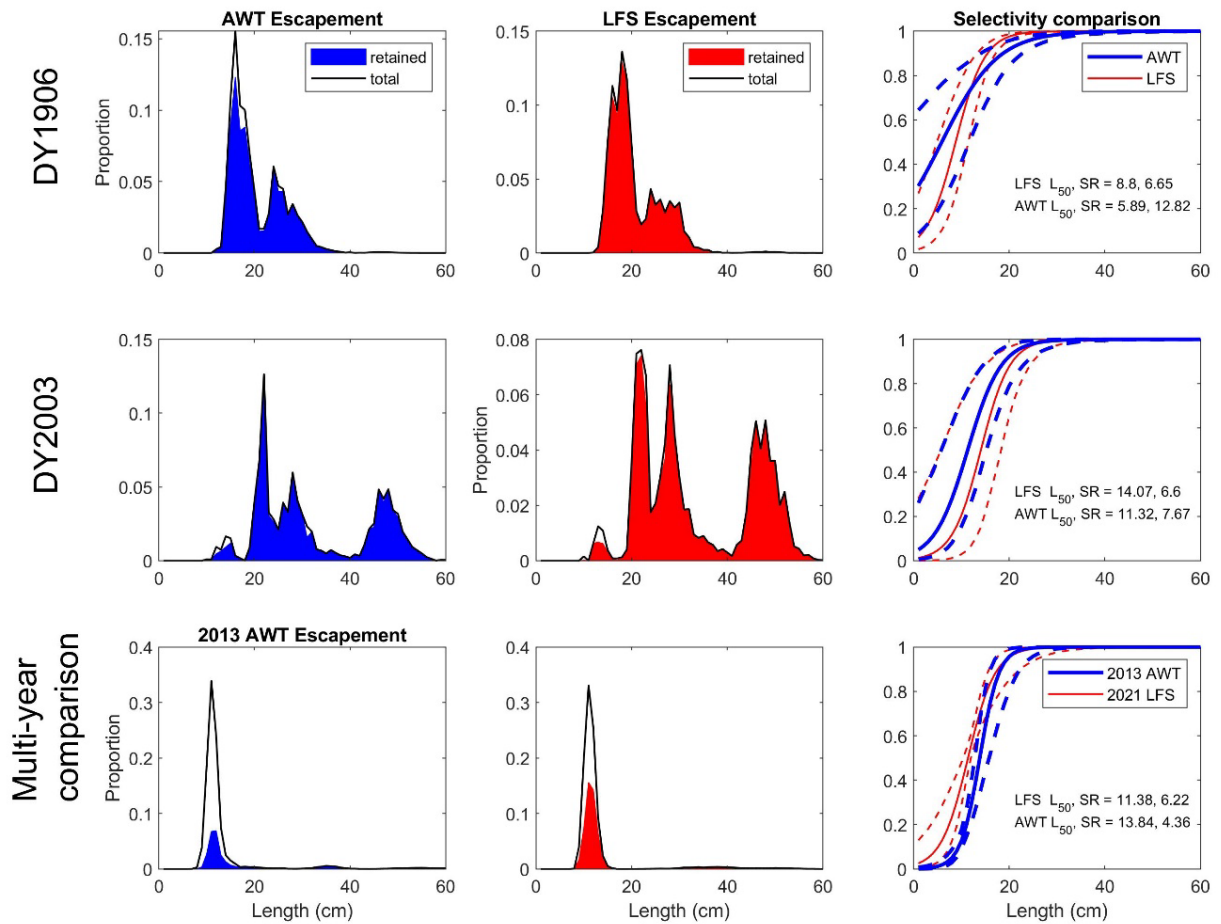 AWT Escapement
LFS Escapement
Selectivity comparison
DY1906
Proportion
0.15
0.1
0.05
0
0 20 40 60
retained
total
0.15
0.1
0.05
0
0 20 40 60
retained
total
1
0.8
0.6
0.4
0.2
0
0 20 40 60
AWT
LFS
LFS L50, SR = 8.8, 6.65
AWT L50, SR = 5.89, 12.82
DY2003
0.15
0.1
0.05
0
0 20 40 60
Proportion
0.08
0.06
0.04
0.02
0
0 20 40 60
1
0.8
0.6
0.4
0.2
0
0 20 40 60
LFS L50, SR = 14.07, 6.6
AWT L50, SR = 11.32, 7.67
Multi-year
comparison
2013 AWT Escapement
Proportion
0.4
0.3
0.2
0.1
0
0 20 40 60
Length (cm)
0.4
0.3
0.2
0.1
0
0 20 40 60
Length (cm)
1
0.8
0.6
0.4
0.2
0
0 20 40 60
Length (cm)
2013 AWT
2021 LFS
LFS L50, SR = 11.38, 6.22
AWT L50, SR = 13.84, 4.36